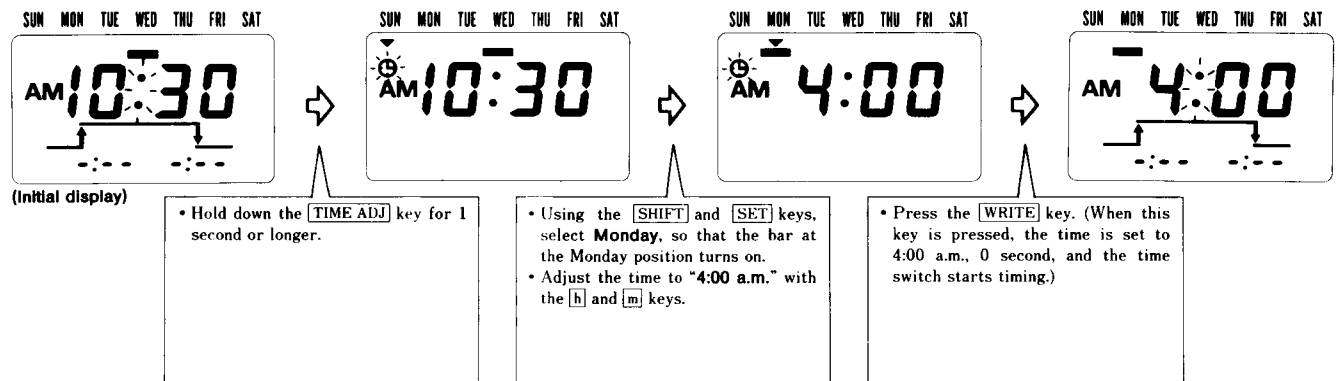 SUN MON TUE WED THU FRI SAT
AM 10:30
-:-- -:--
(Initial display)
SUN MON TUE WED THU FRI SAT
AM 10:30
SUN MON TUE WED THU FRI SAT
AM 4:00
SUN MON TUE WED THU FRI SAT
AM 4:00
-:-- -:--
• Hold down the TIME ADJ key for 1
second or longer.
• Using the SHIFT and SET keys,
select Monday, so that the bar at
the Monday position turns on.
• Adjust the time to "4:00 a.m." with
the h and m keys.
• Press the WRITE key. (When this
key is pressed, the time is set to
4:00 a.m., 0 second, and the time
switch starts timing.)